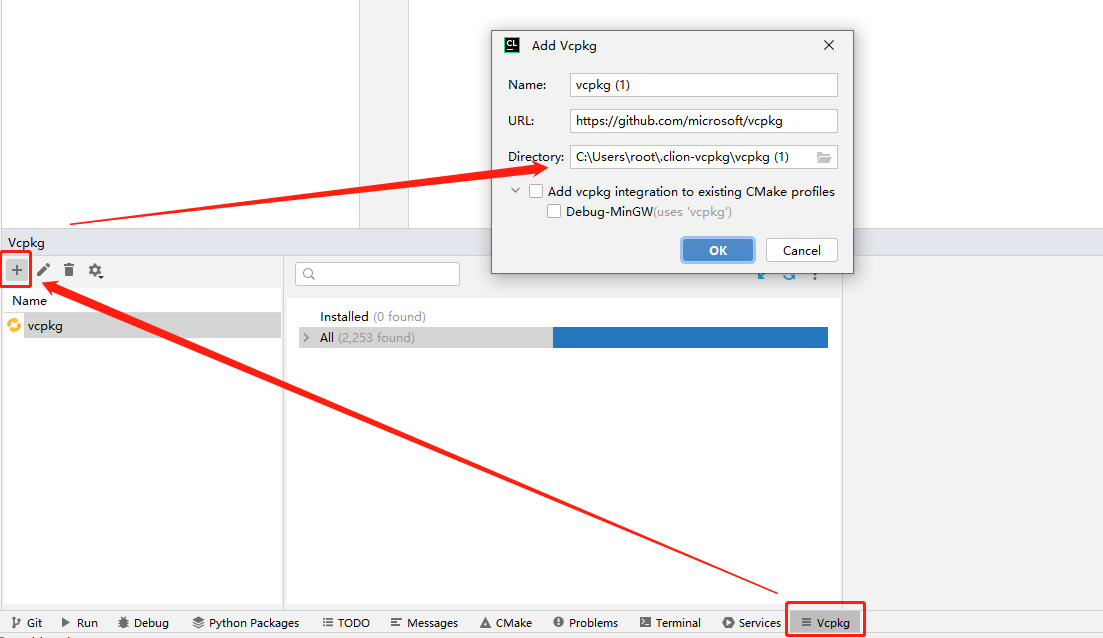 CL
Add Vcpkg
Name:
vcpkg (1)
URL:
https://github.com/microsoft/vcpkg
Directory:
C:\Users\root\.clion-vcpkg\vcpkg (1)
Add vcpkg integration to existing CMake profiles
Debug-MinGW(uses 'vcpkg')
OK
Cancel
Vcpkg
Name
vcpkg
Installed (0 found)
All (2,253 found)
Git
Run
Debug
Python Packages
TODO
Messages
CMake
Problems
Terminal
Services
Vcpkg